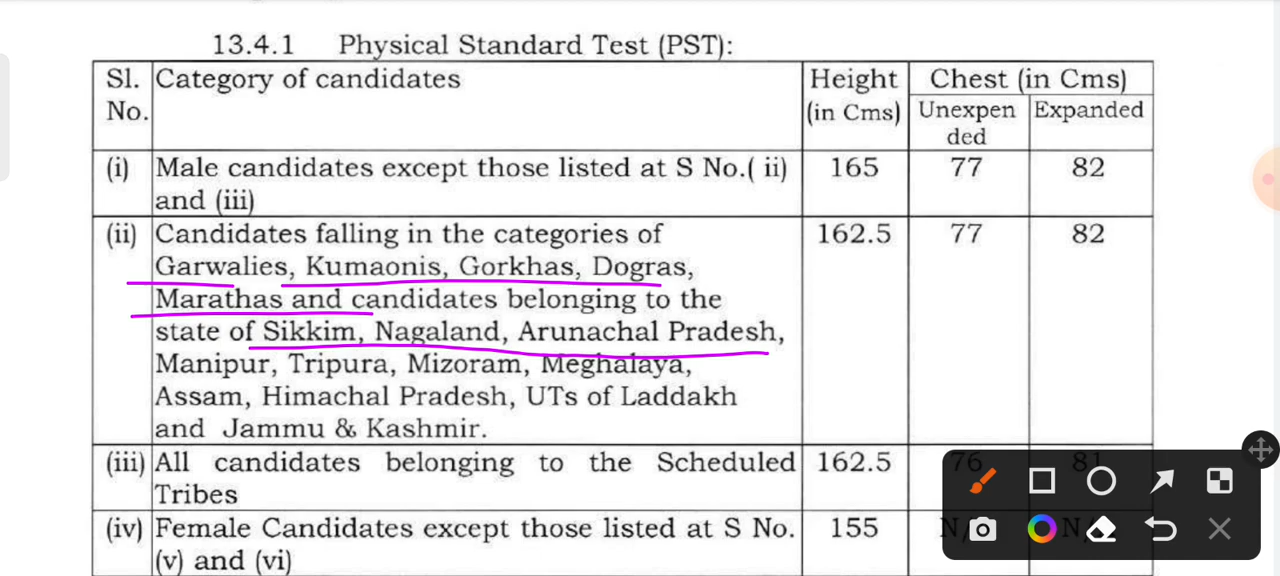 13.4.1 Physical Standard Test (PST):
Sl. Category of candidates Height Chest (in Cms)
No. (in Cms) Unexpen Expanded
ded
(i) Male candidates except those listed at S No.( ii) 165 77 82
and (iii)
(ii) Candidates falling in the categories of 162.5 77 82
Garwalies, Kumaonis, Gorkhas, Dogras,
Marathas and candidates belonging to the
state of Sikkim, Nagaland, Arunachal Pradesh,
Manipur, Tripura, Mizoram, Meghalaya,
Assam, Himachal Pradesh, UTs of Laddakh
and Jammu & Kashmir.
(iii) All candidates belonging to the Scheduled 162.5 76 81
Tribes
(iv) Female Candidates except those listed at S No. 155
(v) and (vi)